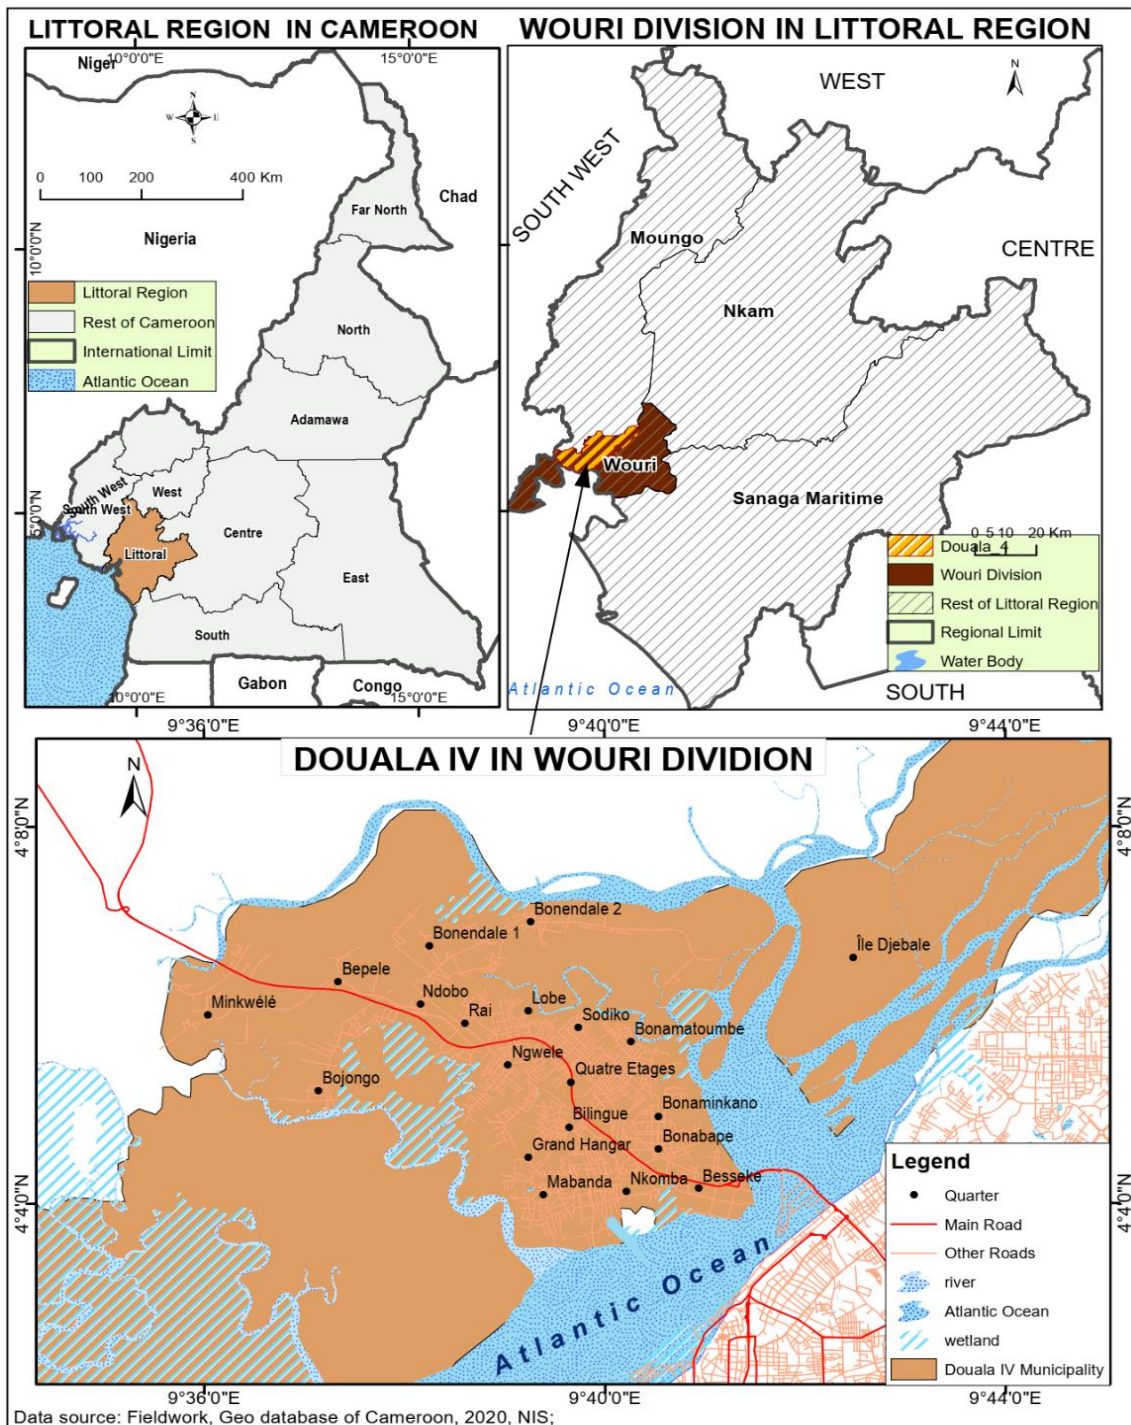 LITTORAL REGION IN CAMEROON
10°0'0"E
15°0'0"E
Niger
N
W
E
S
0 100 200 400 Km
Chad
Far North
Nigeria
10°0'0"N
Littoral Region
Rest of Cameroon
International Limit
Atlantic Ocean
North
Adamawa
West
South West
South West
5°0'0"N
Littoral
Centre
East
South
Gabon
Congo
10°0'0"E
15°0'0"E
WOURI DIVISION IN LITTORAL REGION
N
WEST
SOUTH WEST
Moungo
CENTRE
Nkam
Wouri
Sanaga Maritime
0 5 10 20 Km
Douala_4
Wouri Division
Rest of Littoral Region
Regional Limit
Water Body
Atlantic Ocean
SOUTH
9°36'0"E
9°40'0"E
9°44'0"E
DOUALA IV IN WOURI DIVIDION
N
4°8'0"N
4°8'0"N
Bonendale 2
Bonendale 1
Île Djebale
Bepele
Ndobo
Lobe
Minkwélé
Rai
Sodiko
Bonamatoumbe
Ngwele
Quatre Etages
Bojongo
Bonaminkano
Bilingue
Bonabape
Grand Hangar
Mabanda
Nkomba
Besseke
4°4'0"N
4°4'0"N
Atlantic Ocean
Legend
Quarter
Main Road
Other Roads
river
Atlantic Ocean
wetland
Douala IV Municipality
9°36'0"E
9°40'0"E
9°44'0"E
Data source: Fieldwork, Geo database of Cameroon, 2020, NIS;